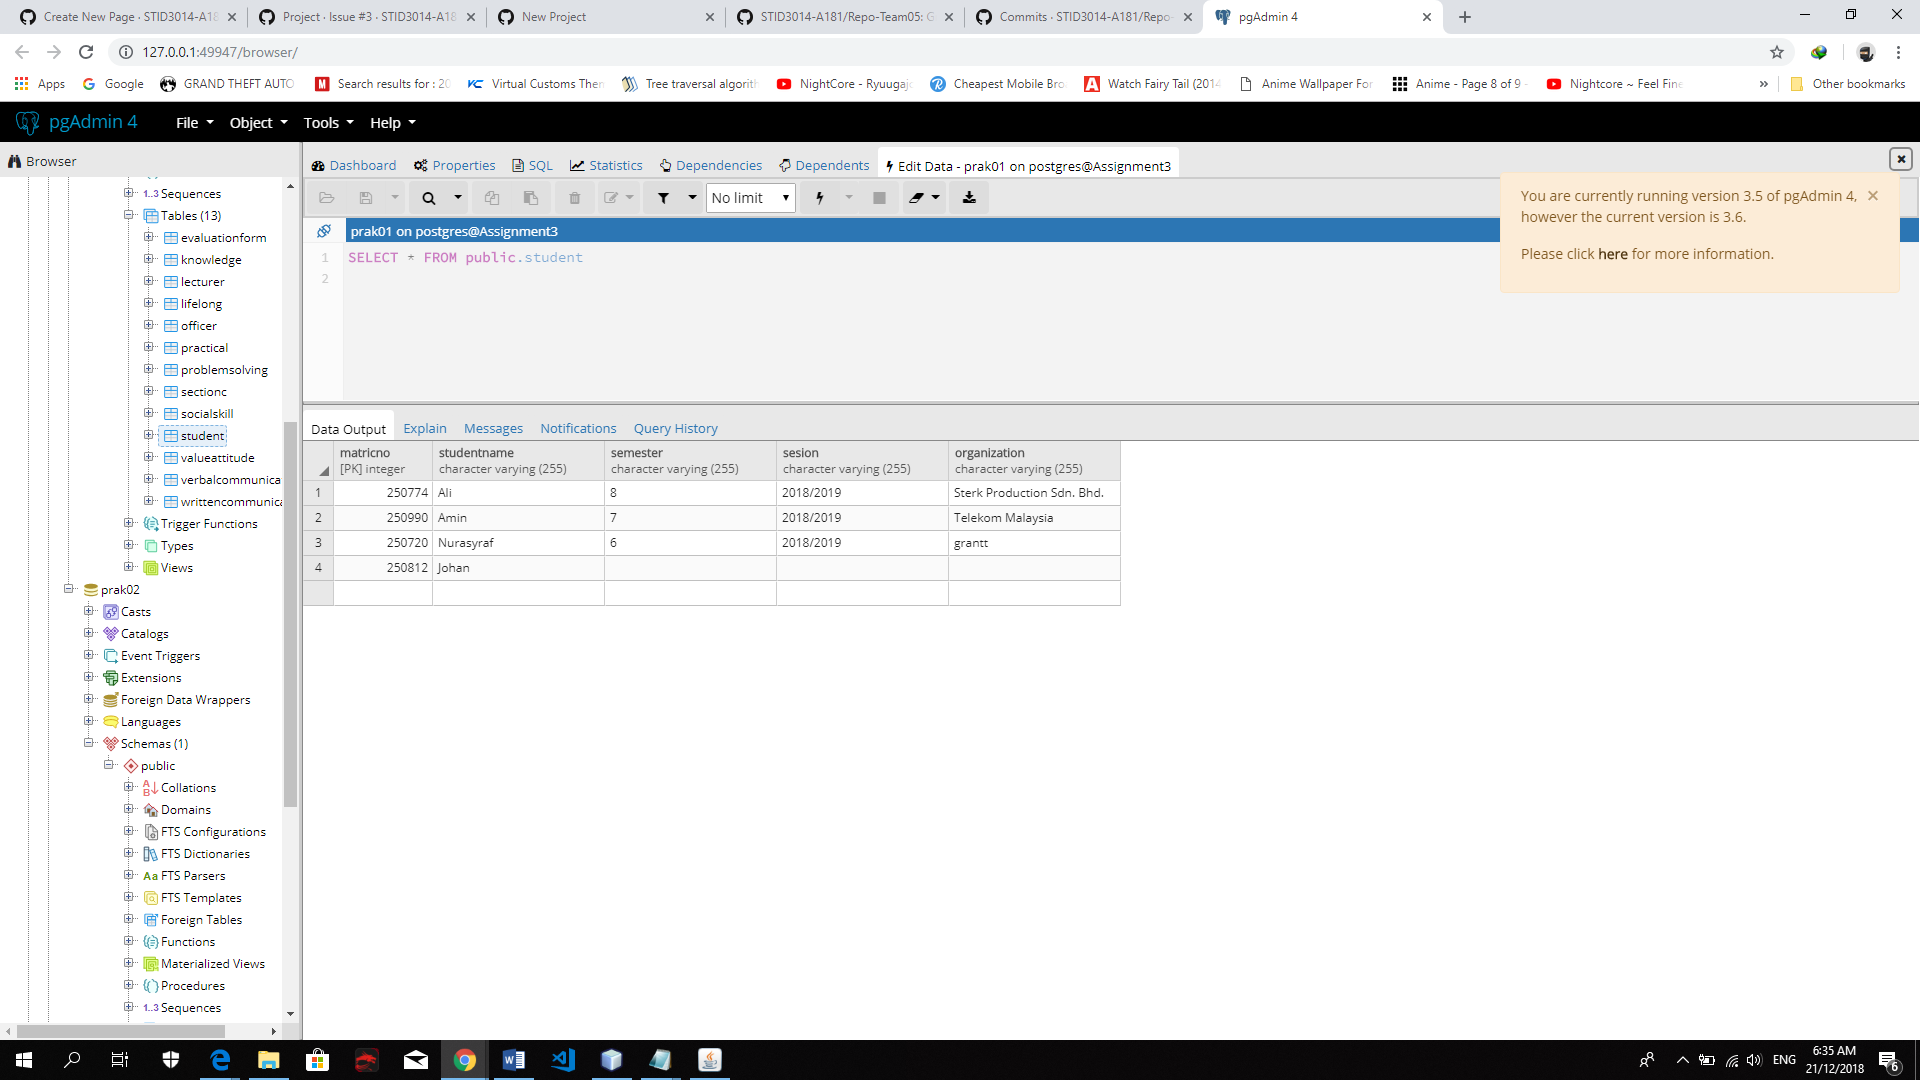 Create New Page · STID3014-A18
Project · Issue #3 · STID3014-A18
New Project
STID3014-A181/Repo-Team05: G
Commits · STID3014-A181/Repo-
pgAdmin 4
127.0.0.1:49947/browser/
Apps
Google
GRAND THEFT AUTO
Search results for : 20
Virtual Customs Them
Tree traversal algorith
NightCore - Ryuugaj
Cheapest Mobile Bro
Watch Fairy Tail (2014
Anime Wallpaper For
Anime - Page 8 of 9 -
Nightcore ~ Feel Fine
»
Other bookmarks
pgAdmin 4
File
Object
Tools
Help
Browser
Dashboard
Properties
SQL
Statistics
Dependencies
Dependents
Edit Data - prak01 on postgres@Assignment3
No limit
You are currently running version 3.5 of pgAdmin 4,
however the current version is 3.6.
Please click here for more information.
prak01 on postgres@Assignment3
1 SELECT * FROM public.student
2
1..3 Sequences
Tables (13)
evaluationform
knowledge
lecturer
lifelong
officer
practical
problemsolving
sectionc
socialskill
student
valueattitude
verbalcommunica
writtencommunica
Trigger Functions
Types
Views
prak02
Casts
Catalogs
Event Triggers
Extensions
Foreign Data Wrappers
Languages
Schemas (1)
public
Collations
Domains
FTS Configurations
FTS Dictionaries
Aa FTS Parsers
FTS Templates
Foreign Tables
Functions
Materialized Views
Procedures
1..3 Sequences
Data Output
Explain
Messages
Notifications
Query History
matricno studentname semester sesion organization
[PK] integer character varying (255) character varying (255) character varying (255) character varying (255)
1 250774 Ali 8 2018/2019 Sterk Production Sdn. Bhd.
2 250990 Amin 7 2018/2019 Telekom Malaysia
3 250720 Nurasyraf 6 2018/2019 grantt
4 250812 Johan
ENG
6:35 AM
21/12/2018
6